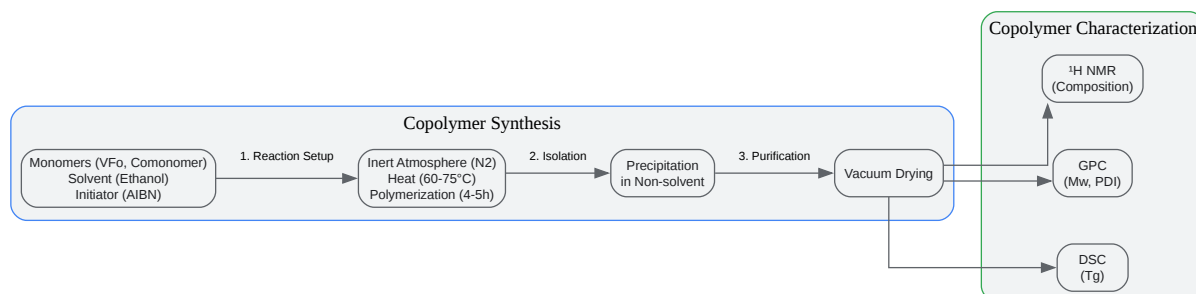 Copolymer Synthesis
Monomers (VFo, Comonomer)
Solvent (Ethanol)
Initiator (AIBN)
1. Reaction Setup
Inert Atmosphere (N2)
Heat (60-75°C)
Polymerization (4-5h)
2. Isolation
Precipitation
in Non-solvent
3. Purification
Vacuum Drying
Copolymer Characterization
¹H NMR
(Composition)
GPC
(Mw, PDI)
DSC
(Tg)